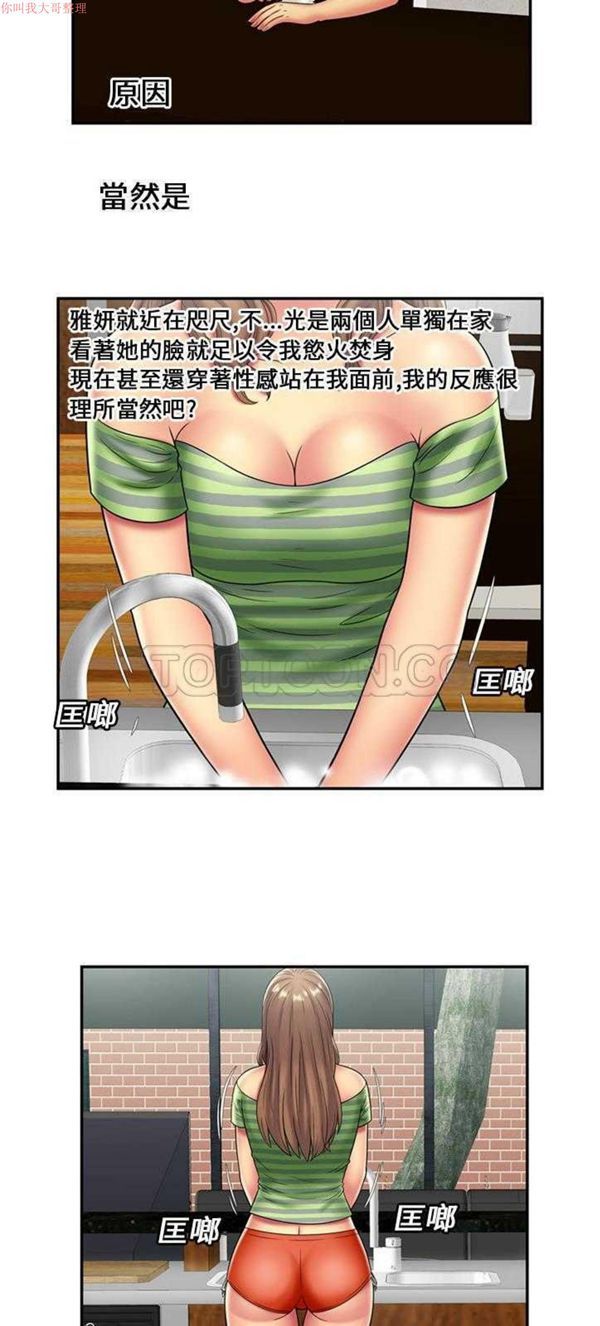 你叫我大哥整理
原因
當然是
雅妍就近在咫尺,不...光是兩個人單獨在家
看著她的臉就足以令我慾火焚身
現在甚至還穿著性感站在我面前,我的反應很
理所當然吧?
TOPTOON.CO
匡啷
匡啷
匡啷
匡啷